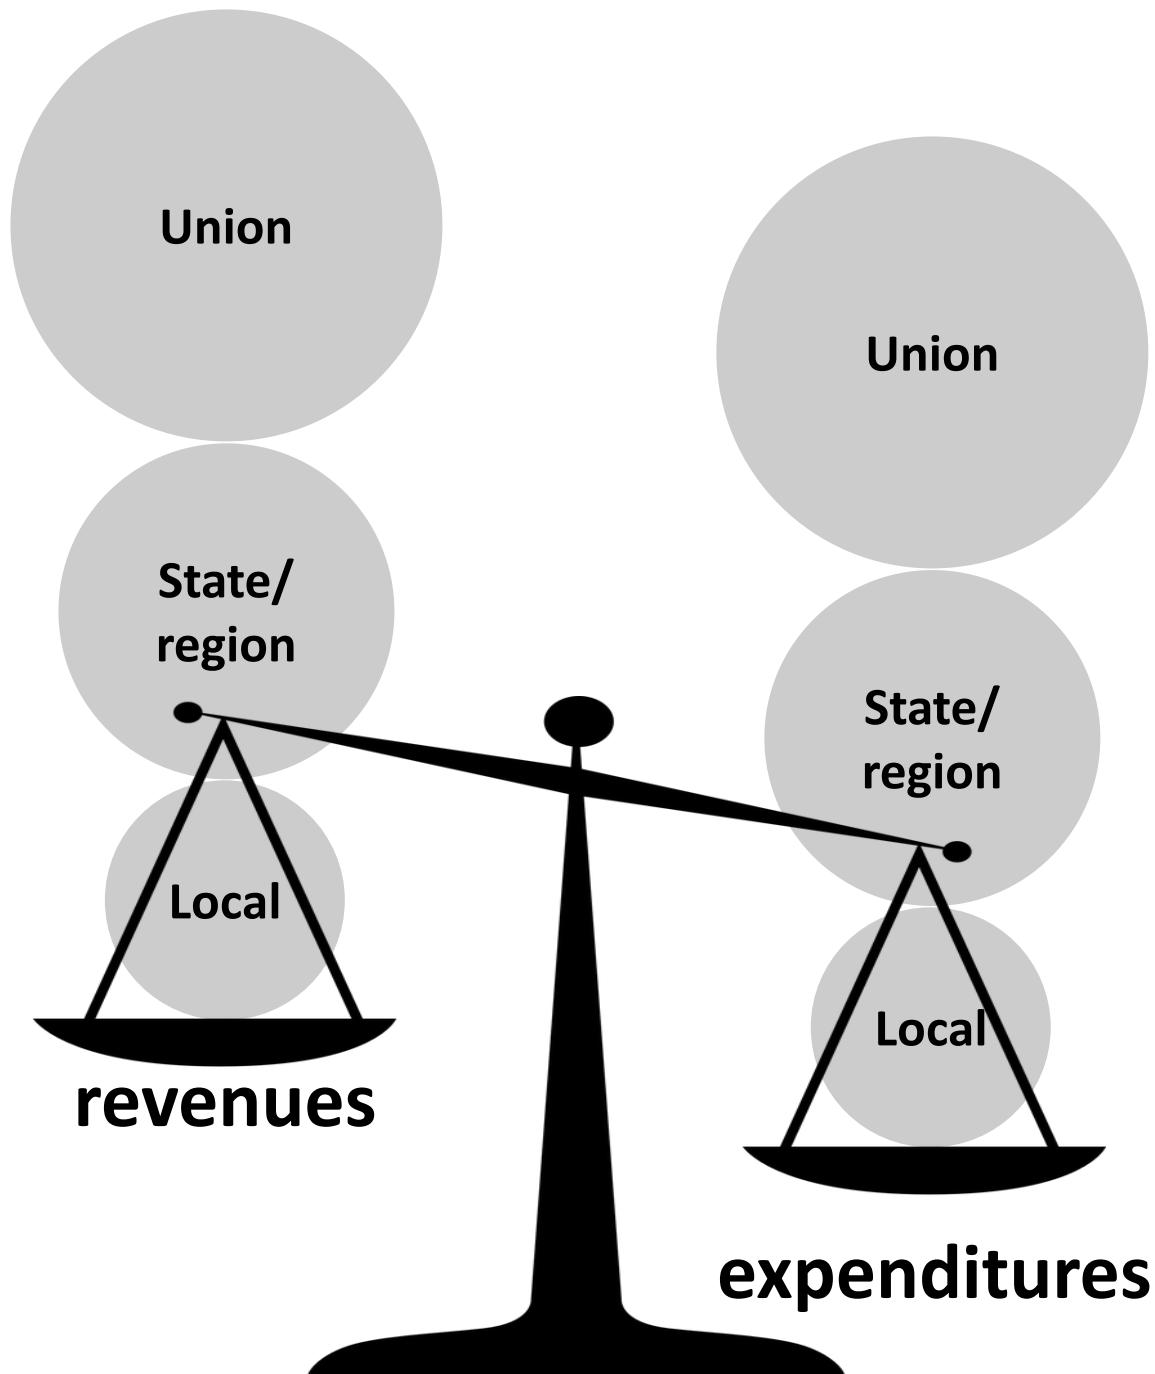 Union
State/
region
Local
revenues
Union
State/
region
Local
expenditures